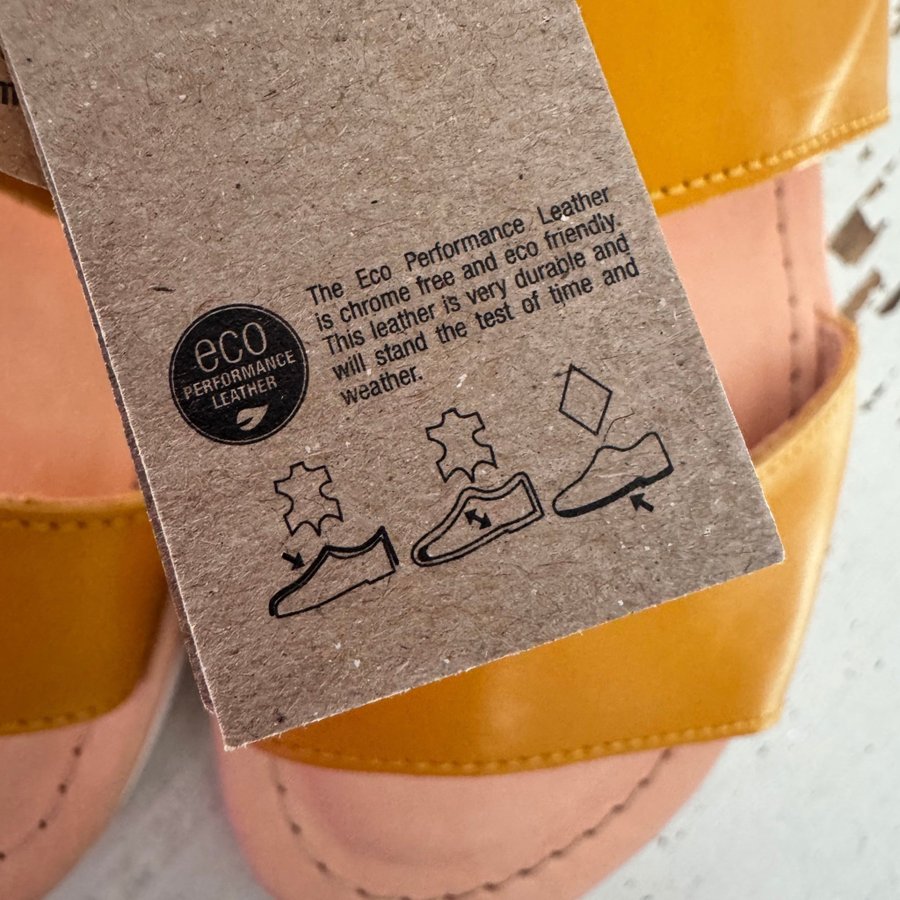 m
eco
PERFORMANCE
LEATHER
The Eco Performance Leather
is chrome free and eco friendly.
This leather is very durable and
will stand the test of time and
weather.